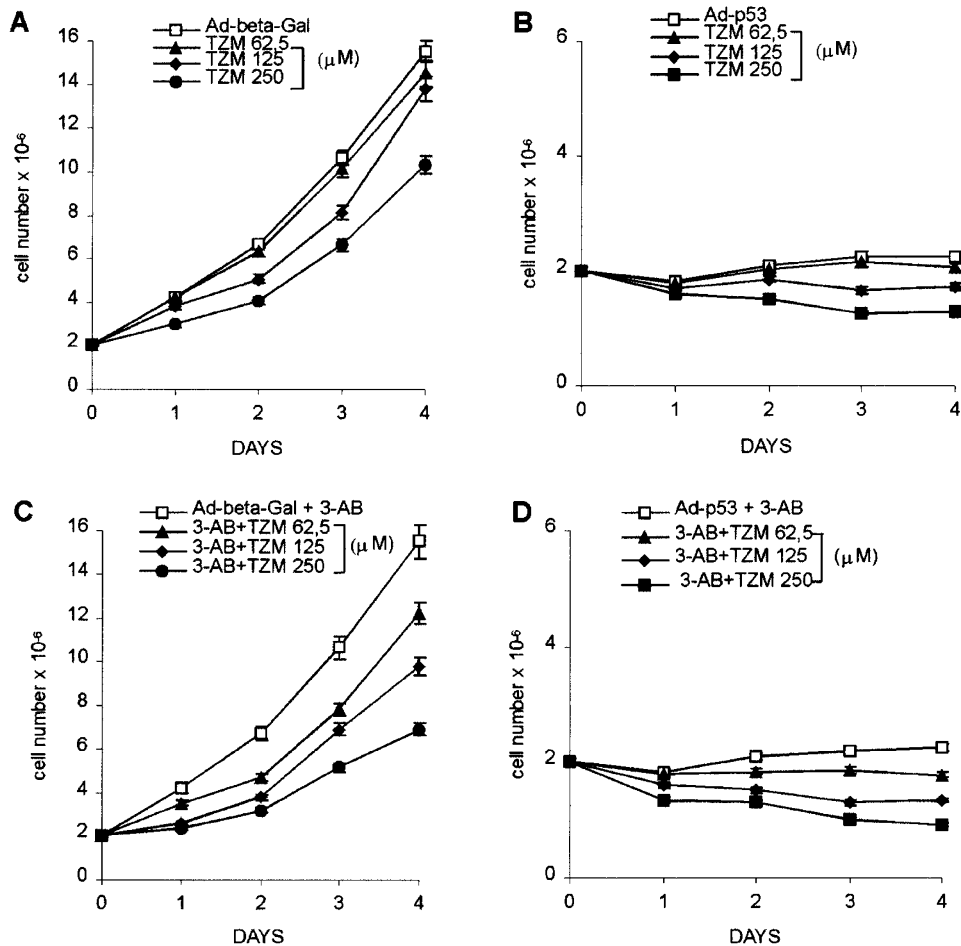 A
Ad-beta-Gal
TZM 62,5
TZM 125
TZM 250
(μM)
cell number x 10-6
16
14
12
10
8
6
4
2
0
0 1 2 3 4
DAYS
B
Ad-p53
TZM 62,5
TZM 125
TZM 250
(μM)
cell number x 10-6
6
4
2
0
0 1 2 3 4
DAYS
C
Ad-beta-Gal + 3-AB
3-AB+TZM 62,5
3-AB+TZM 125
3-AB+TZM 250
(μM)
cell number x 10-6
16
14
12
10
8
6
4
2
0
0 1 2 3 4
DAYS
D
Ad-p53 + 3-AB
3-AB+TZM 62,5
3-AB+TZM 125
3-AB+TZM 250
(μM)
cell number x 10-6
6
4
2
0
0 1 2 3 4
DAYS